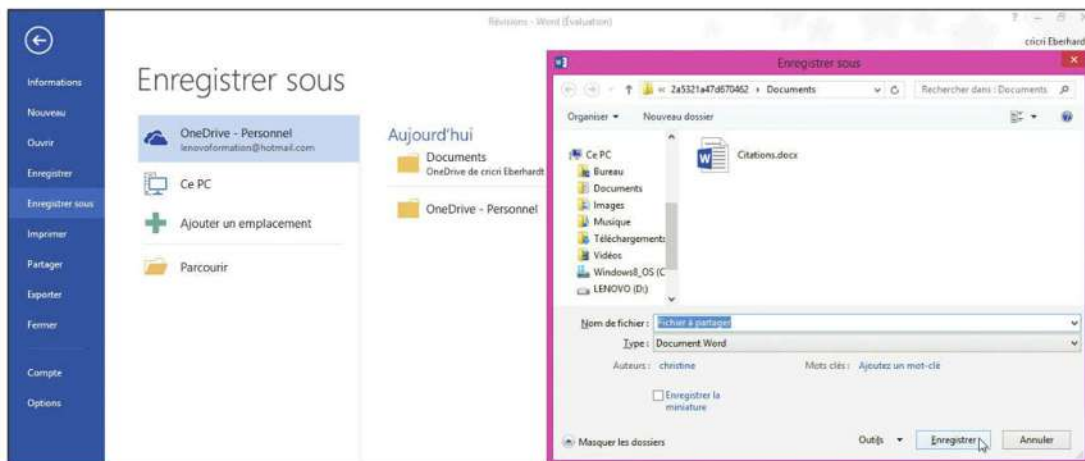 Révisions - Word (Évaluation)
cricri Eberhard
Informations
Nouveau
Ouvrir
Enregistrer
Enregistrer sous
Imprimer
Partager
Exporter
Fermer
Compte
Options
Enregistrer sous
OneDrive - Personnel
lenovoformation@hotmail.com
Ce PC
Ajouter un emplacement
Parcourir
Aujourd'hui
Documents
OneDrive de cricri Eberhardt
OneDrive - Personnel
Enregistrer sous
« 2a5321a47d670462 › Documents
Rechercher dans : Documents
Organiser
Nouveau dossier
Ce PC
Bureau
Documents
Images
Musique
Téléchargements
Vidéos
Windows8_OS (C
LENOVO (D:)
Citations.docx
Nom de fichier : Fichier à partager
Type : Document Word
Auteurs : christine
Mots clés : Ajoutez un mot-clé
Enregistrer la
miniature
Masquer les dossiers
Outils
Enregistrer
Annuler